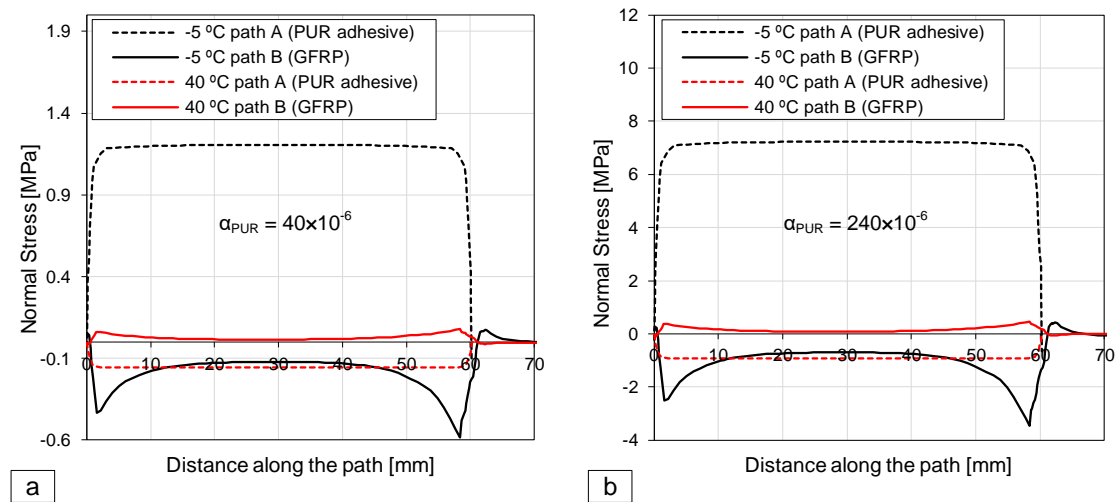 1.9
1.4
0.9
0.4
-0.1
-0.6
Normal Stress [MPa]
-5 ºC path A (PUR adhesive)
-5 ºC path B (GFRP)
40 ºC path A (PUR adhesive)
40 ºC path B (GFRP)
αPUR = 40×10-6
0 10 20 30 40 50 60 70
Distance along the path [mm]
a
12
10
8
6
4
2
0
-2
-4
Normal Stress [MPa]
-5 ºC path A (PUR adhesive)
-5 ºC path B (GFRP)
40 ºC path A (PUR adhesive)
40 ºC path B (GFRP)
αPUR = 240×10-6
0 10 20 30 40 50 60 70
Distance along the path [mm]
b